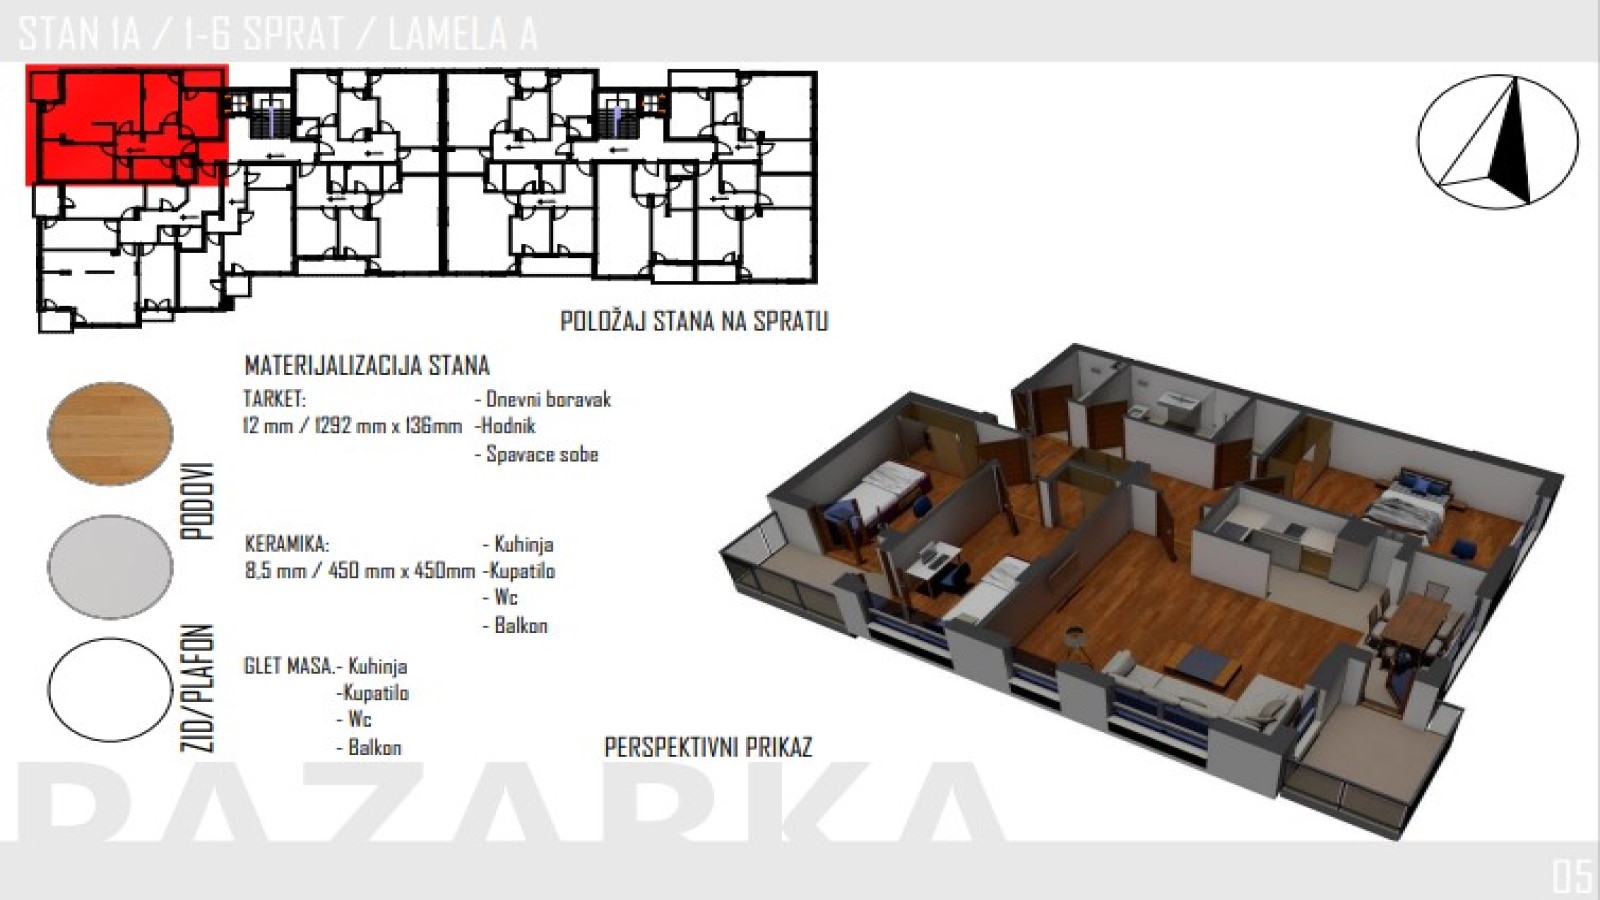 STAN 1A / 1-6 SPRAT / LAMELA A
POLOŽAJ STANA NA SPRATU
MATERIJALIZACIJA STANA
TARKET: - Dnevni boravak
12 mm / 1292 mm x 136mm -Hodnik
- Spavace sobe
PODOVI
KERAMIKA: - Kuhinja
8,5 mm / 450 mm x 450mm -Kupatilo
- Wc
- Balkon
ZID/PLAFON
GLET MASA.- Kuhinja
-Kupatilo
- Wc
- Balkon
PERSPEKTIVNI PRIKAZ
PAZARKA
05